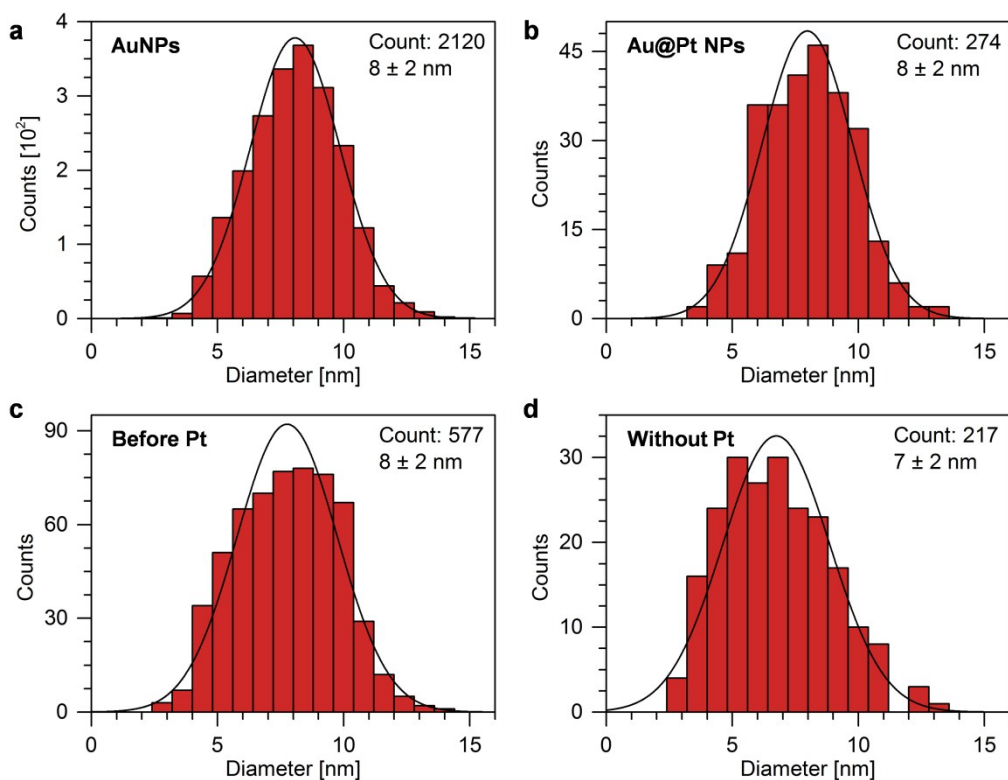 a
AuNPs
Count: 2120
8 ± 2 nm
Counts [10²]
4
3
2
1
0
0
5
10
15
Diameter [nm]
b
Au@Pt NPs
Count: 274
8 ± 2 nm
Counts
45
30
15
0
0
5
10
15
Diameter [nm]
c
Before Pt
Count: 577
8 ± 2 nm
Counts
90
60
30
0
0
5
10
15
Diameter [nm]
d
Without Pt
Count: 217
7 ± 2 nm
Counts
30
20
10
0
0
5
10
15
Diameter [nm]